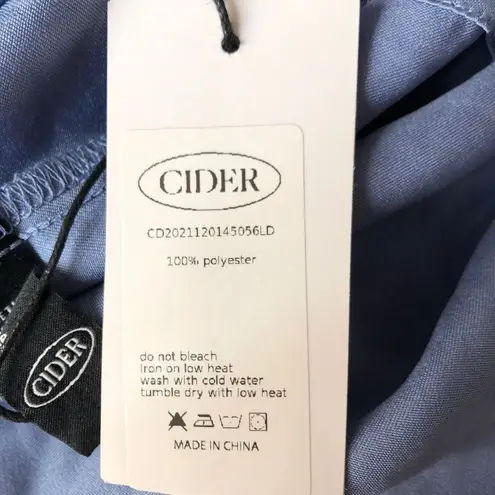 CIDER
CD2021120145056LD
100% polyester
do not bleach
Iron on low heat
wash with cold water
tumble dry with low heat
MADE IN CHINA
CIDER